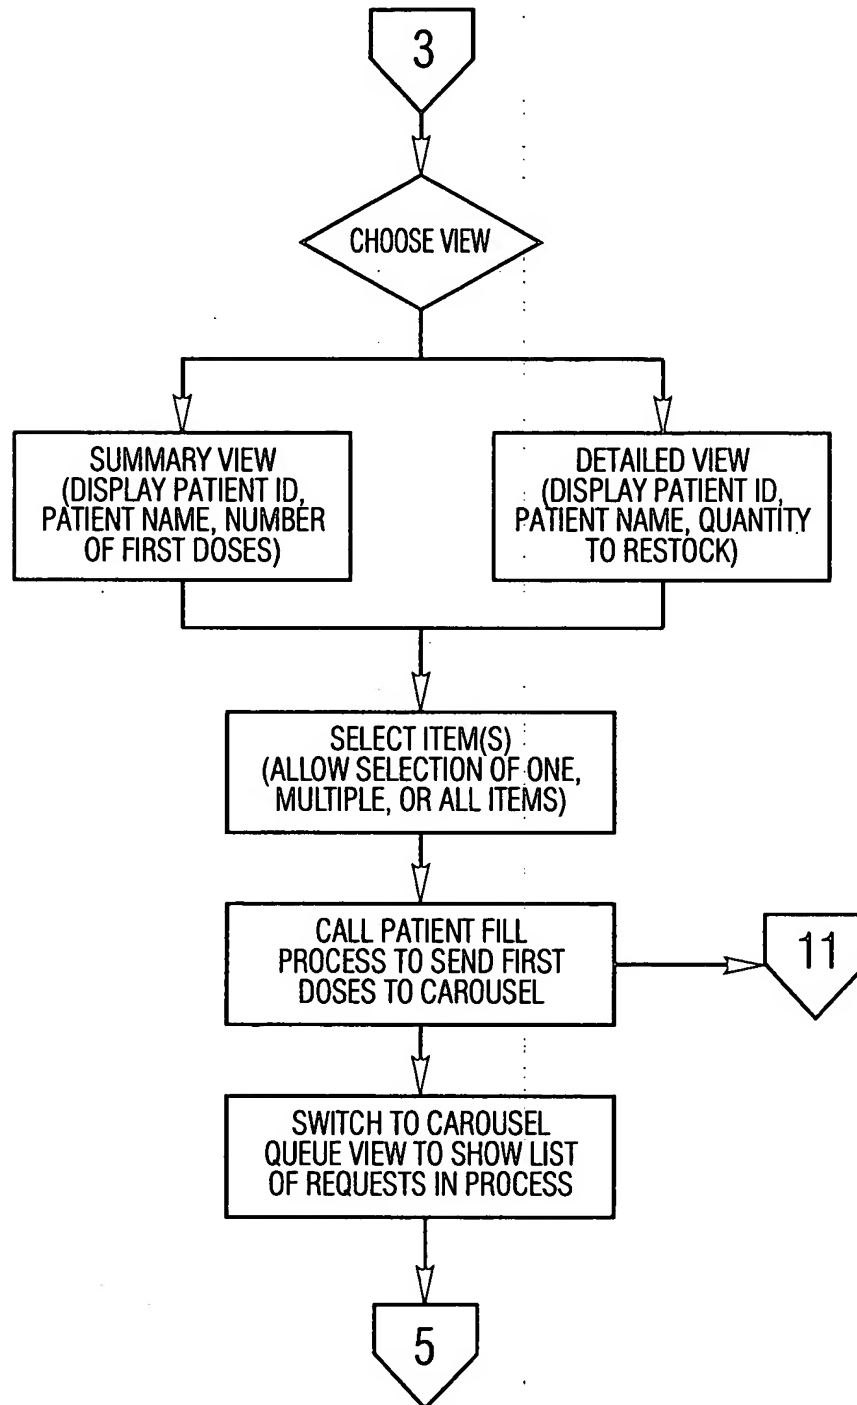 3
CHOOSE VIEW
SUMMARY VIEW
(DISPLAY PATIENT ID,
PATIENT NAME, NUMBER
OF FIRST DOSES)
DETAILED VIEW
(DISPLAY PATIENT ID,
PATIENT NAME, QUANTITY
TO RESTOCK)
SELECT ITEM(S)
(ALLOW SELECTION OF ONE,
MULTIPLE, OR ALL ITEMS)
CALL PATIENT FILL
PROCESS TO SEND FIRST
DOSES TO CAROUSEL
11
SWITCH TO CAROUSEL
QUEUE VIEW TO SHOW LIST
OF REQUESTS IN PROCESS
5